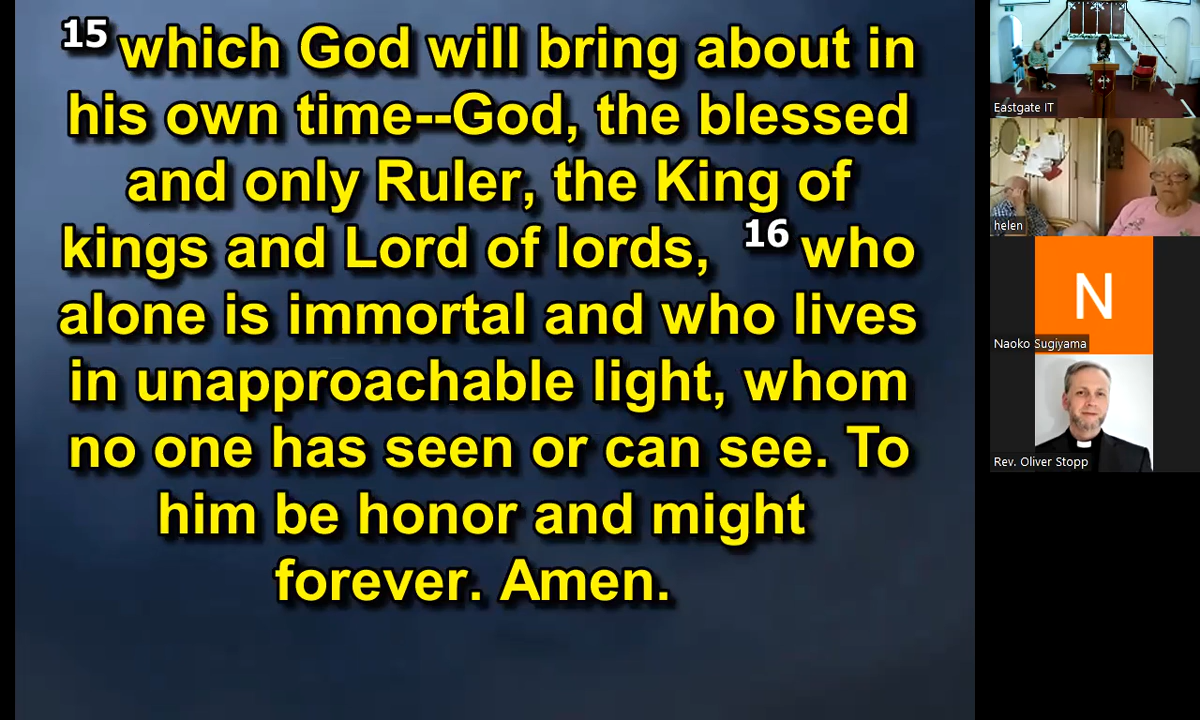 15 which God will bring about in
his own time--God, the blessed
and only Ruler, the King of
kings and Lord of lords, 16 who
alone is immortal and who lives
in unapproachable light, whom
no one has seen or can see. To
him be honor and might
forever. Amen.
Eastgate IT
helen
N
Naoko Sugiyama
Rev. Oliver Stopp